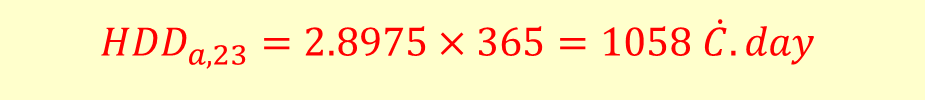 HDD_{a,23} = 2.8975 × 365 = 1058 Ċ.day